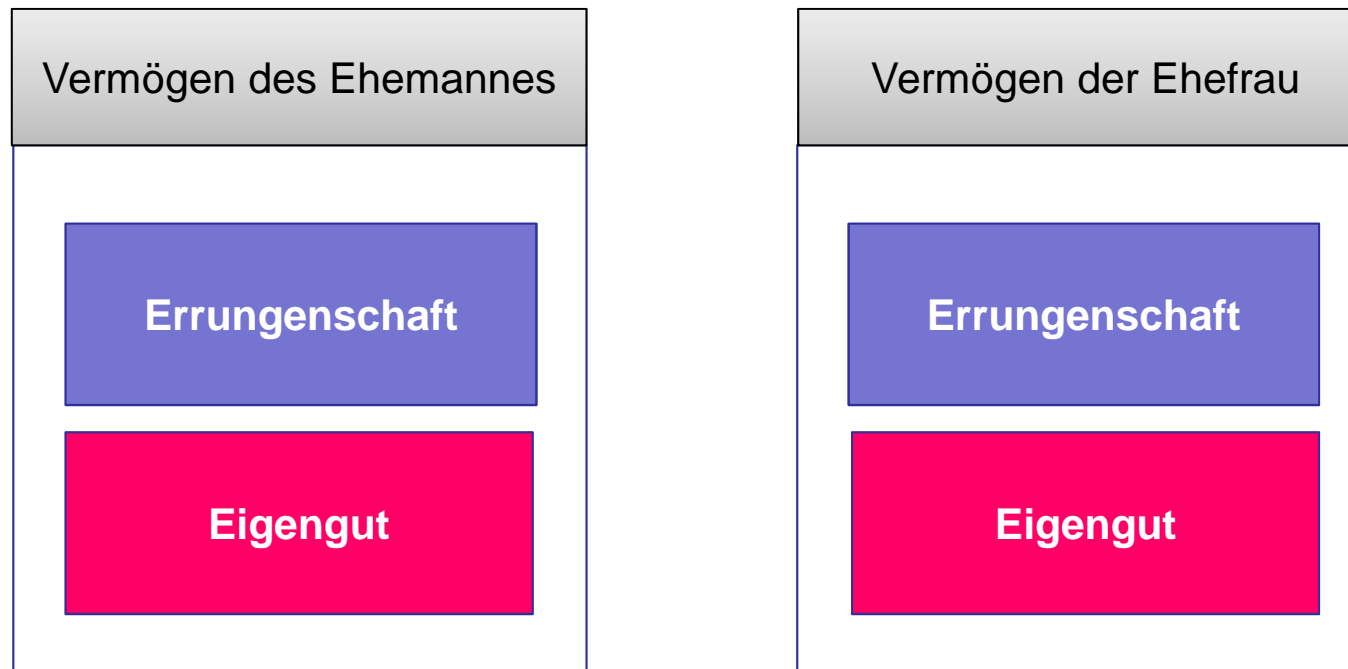 Vermögen des Ehemannes
Errungenschaft
Eigengut
Vermögen der Ehefrau
Errungenschaft
Eigengut